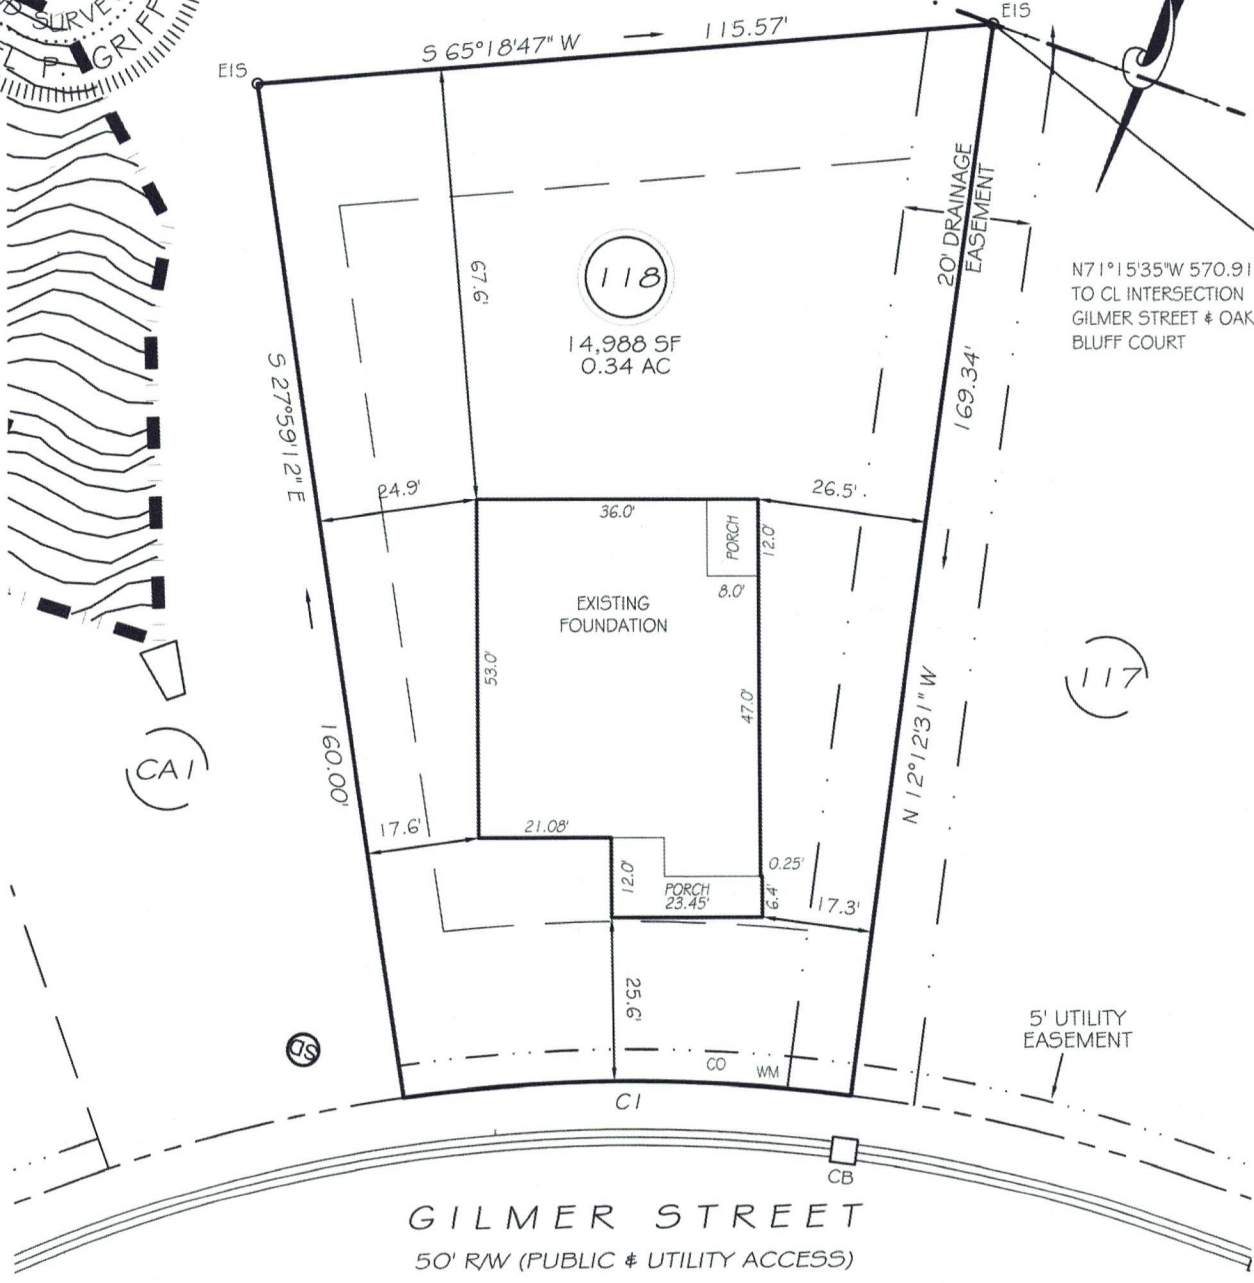 SURVE
L P. GRIFF
EIS
S 65°18'47" W
115.57'
EIS
20' DRAINAGE
EASEMENT
118
14,988 SF
0.34 AC
67.6'
N71°15'35"W 570.91
TO CL INTERSECTION
GILMER STREET & OAK
BLUFF COURT
S 27°59'12" E
169.34'
24.9'
26.5'
36.0'
PORCH
12.0'
8.0'
EXISTING
FOUNDATION
53.0'
47.0'
117
N 12°12'31" W
CA1
160.00'
17.6'
21.08'
12.0'
PORCH
23.45'
0.25'
6.4'
17.3'
25.6'
SD
CO
WM
5' UTILITY
EASEMENT
C1
CB
GILMER STREET
50' R/W (PUBLIC & UTILITY ACCESS)